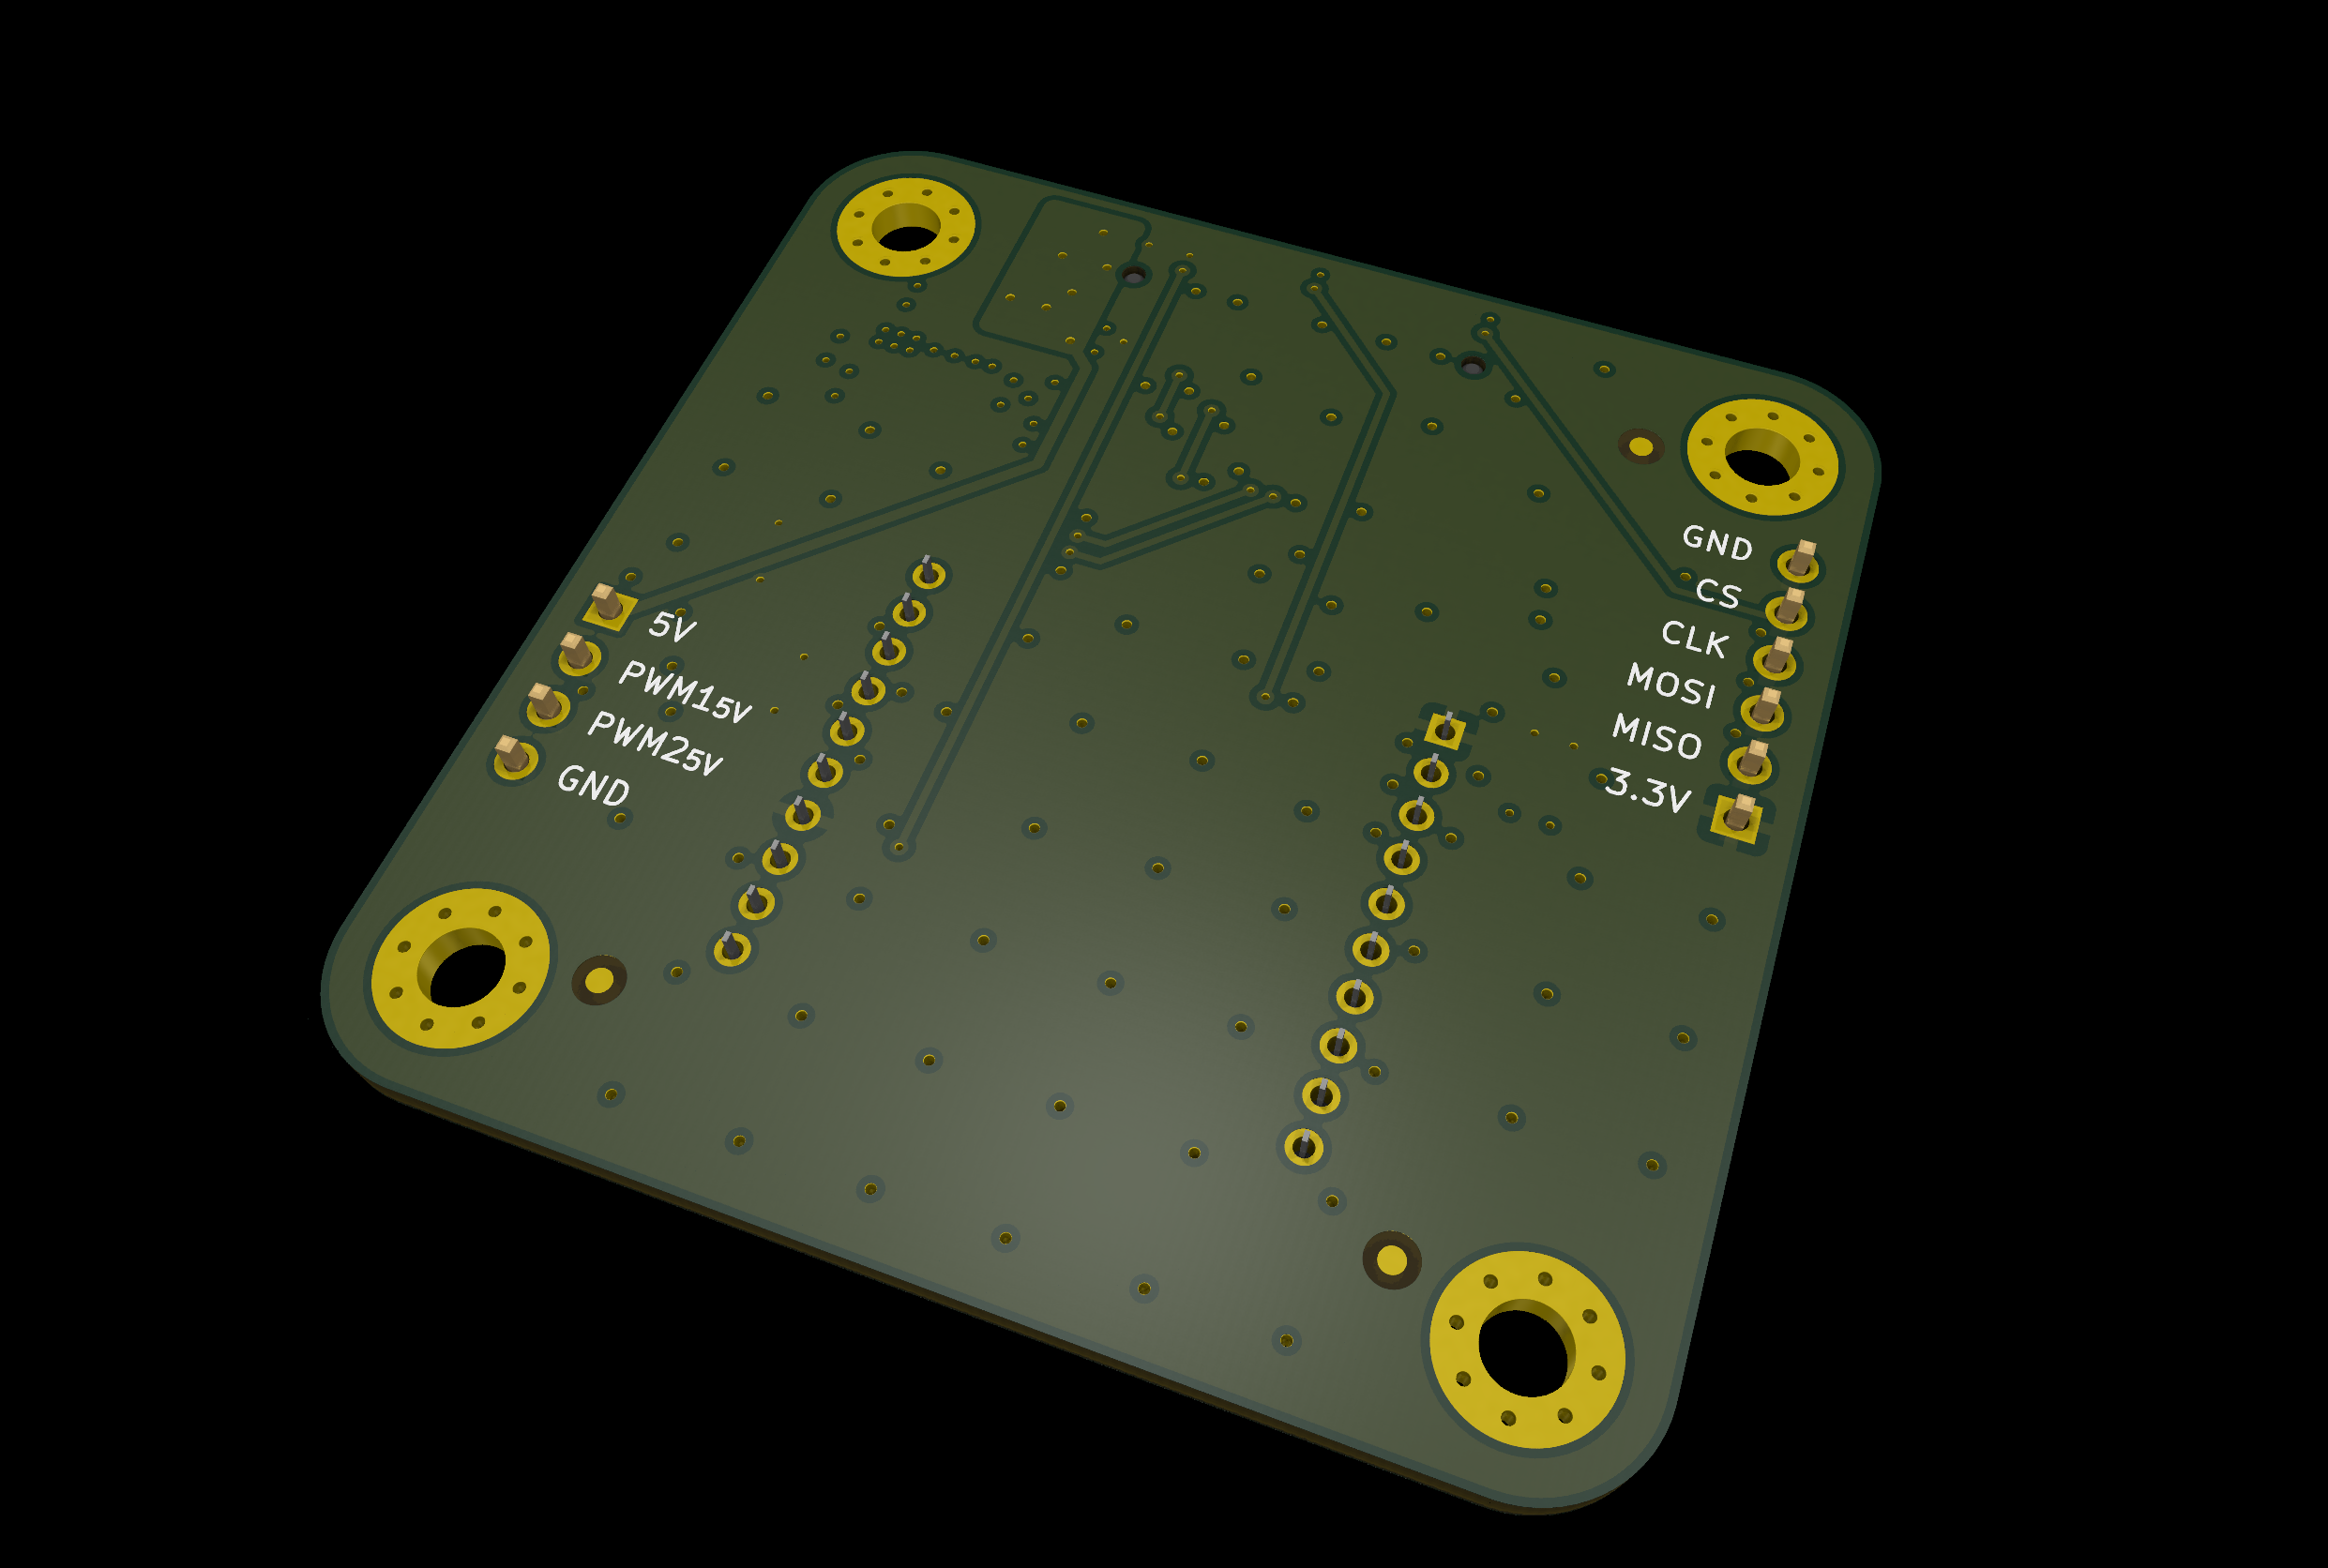 5V
PWM15V
PWM25V
GND
GND
CS
CLK
MOSI
MISO
3.3V